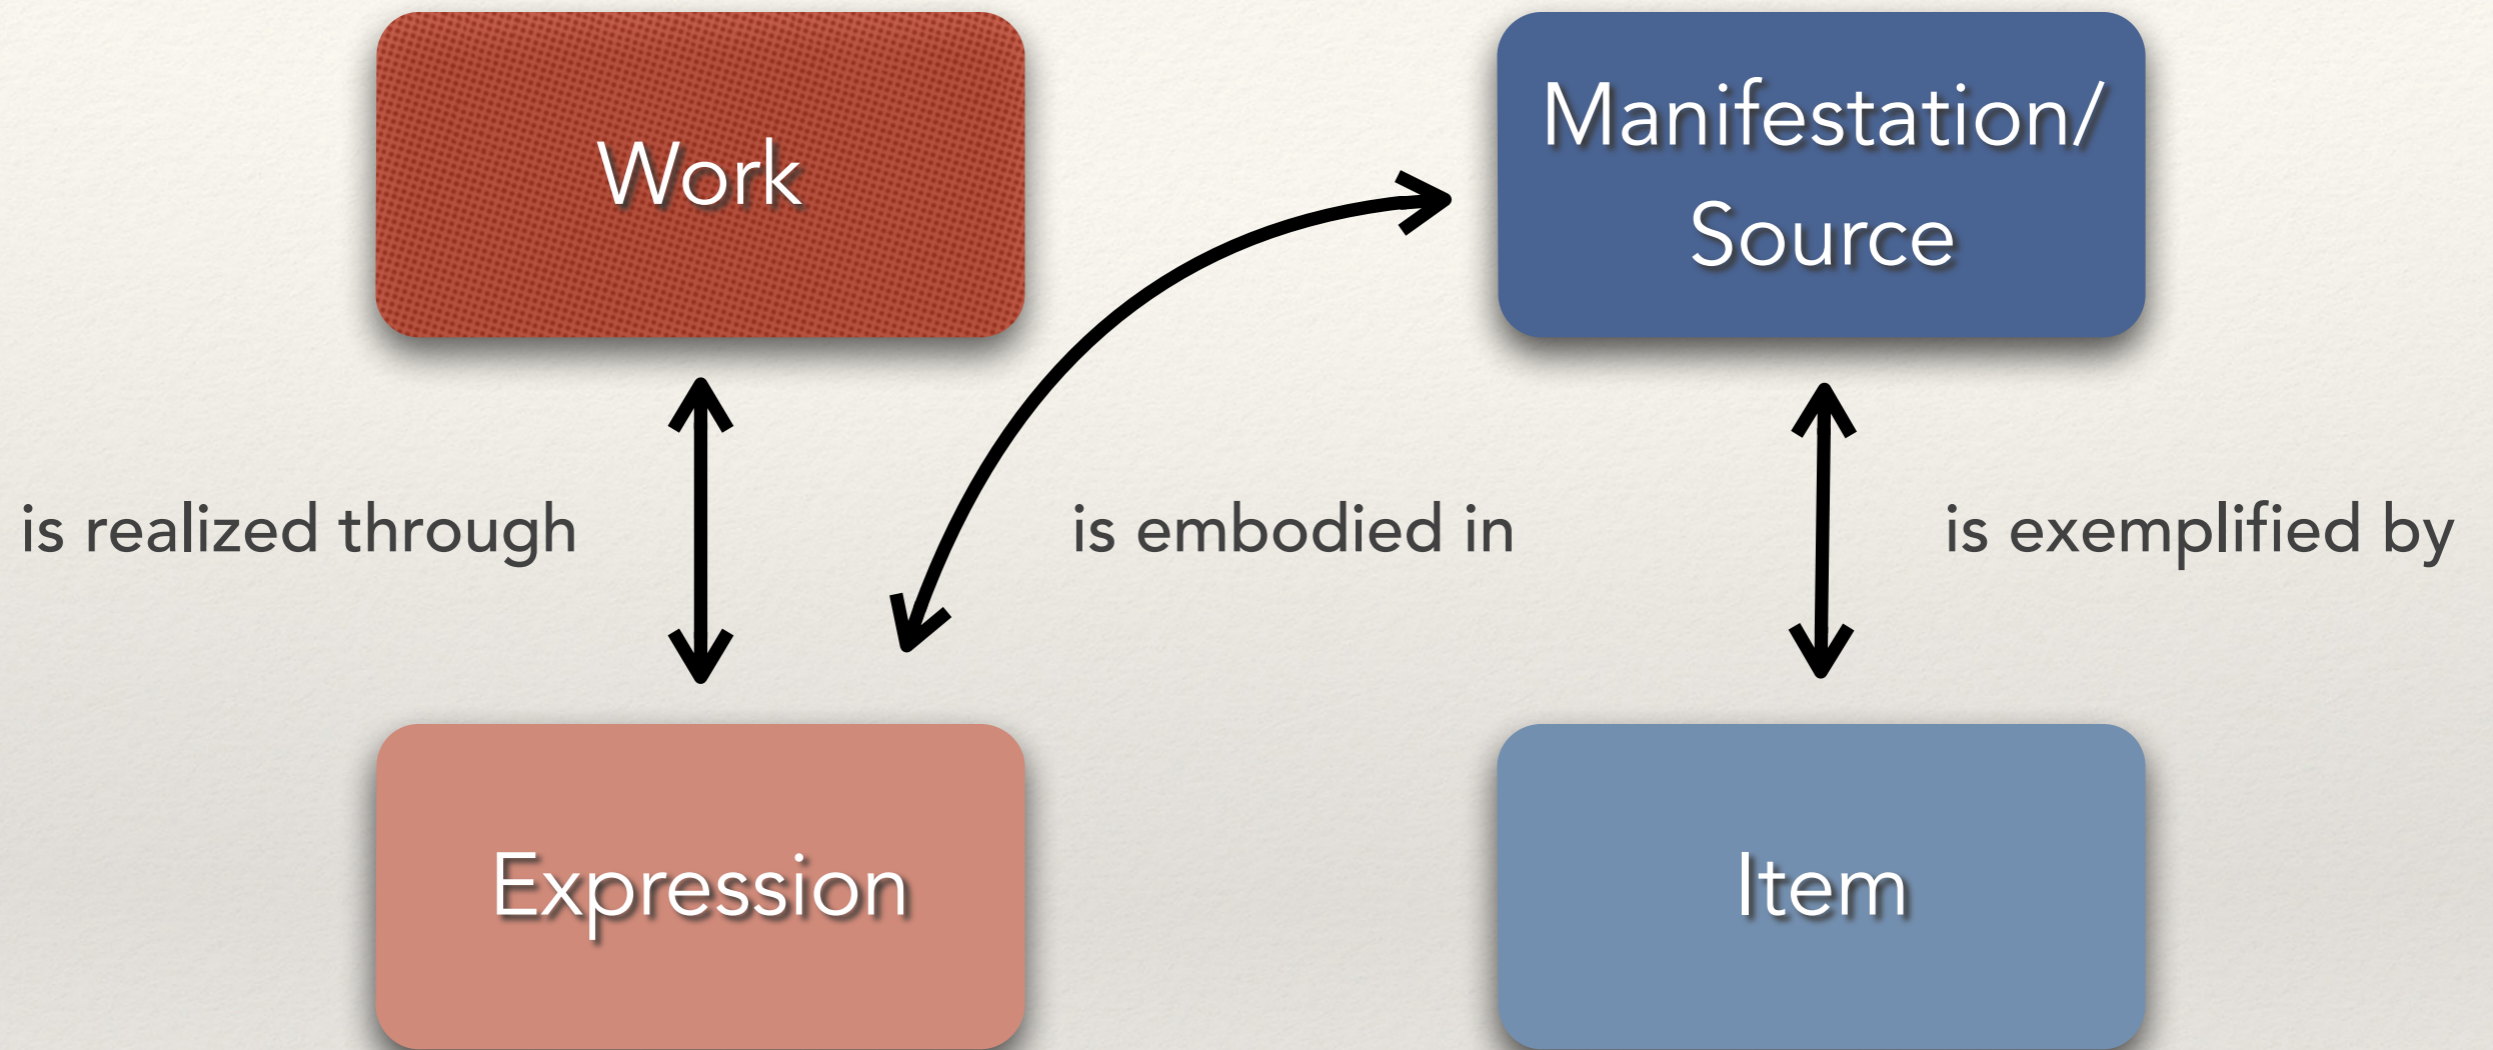 Work
Manifestation/
Source
is realized through
is embodied in
is exemplified by
Expression
Item